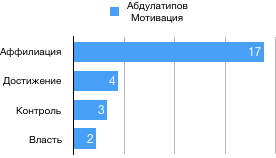 Абдулатипов
Мотивация
Аффилиация 17
Достижение 4
Контроль 3
Власть 2